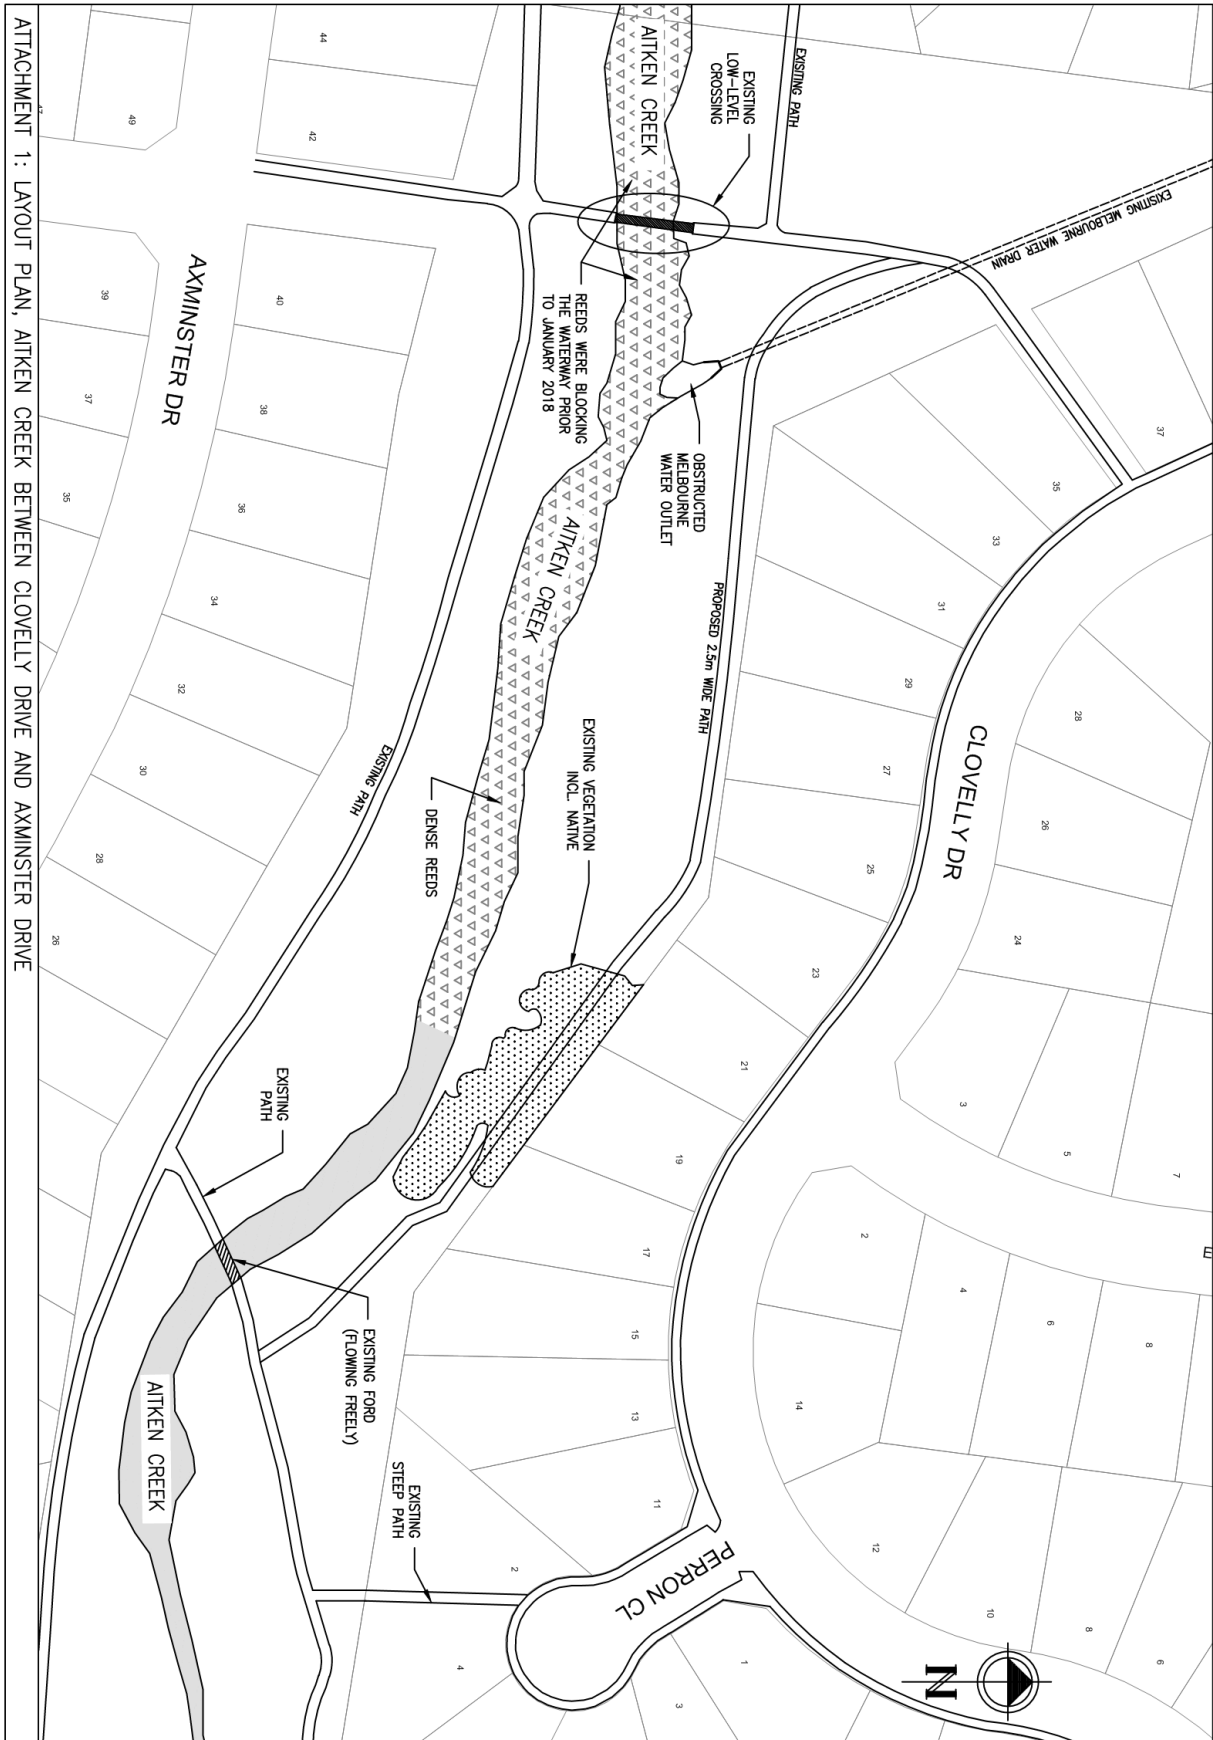 E
7
8
6
EXISITING MELBOURNE WATER DRAIN
37
5
8
35
28
6
33
26
24
3
4
10
31
CLOVELLY DR
29
27
25
2
12
N
23
14
EXISITING PATH
EXISTING
LOW-LEVEL
CROSSING
PROPOSED 2.5m WIDE PATH
21
1
PERRON CL
OBSTRUCTED
MELBOURNE
WATER OUTLET
19
3
AITKEN CREEK
17
15
13
11
REEDS WERE BLOCKING
THE WATERWAY PRIOR
TO JANUARY 2018
EXISTING VEGETATION
INCL. NATIVE
AITKEN CREEK
2
4
DENSE REEDS
EXISTING
STEEP PATH
EXISTING PATH
EXISTING FORD
(FLOWING FREELY)
44
42
40
38
36
34
32
30
28
26
EXISTING
PATH
AXMINSTER DR
AITKEN CREEK
49
39
37
35
ATTACHMENT 1: LAYOUT PLAN, AITKEN CREEK BETWEEN CLOVELLY DRIVE AND AXMINSTER DRIVE